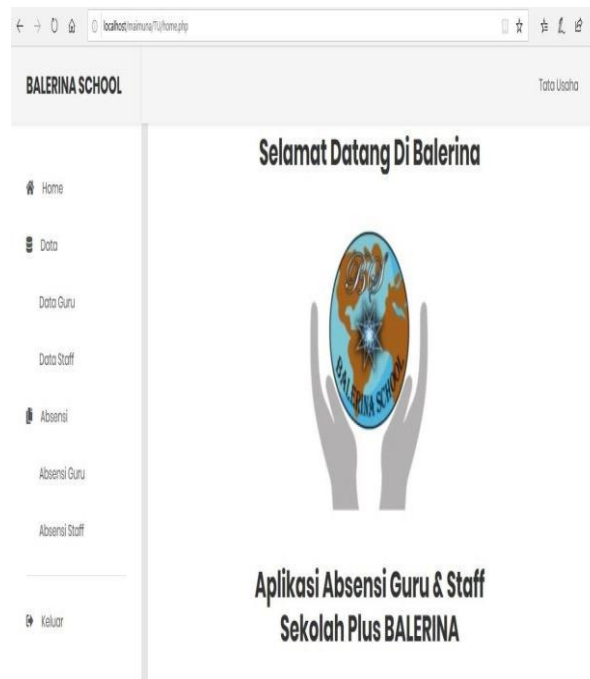 localhost/maimuna/TU/home.php
BALERINA SCHOOL
Tata Usaha
Home
Data
Data Guru
Data Staff
Absensi
Absensi Guru
Absensi Staff
Keluar
Selamat Datang Di Balerina
BS
BALERINA SCHOOL
Aplikasi Absensi Guru & Staff
Sekolah Plus BALERINA